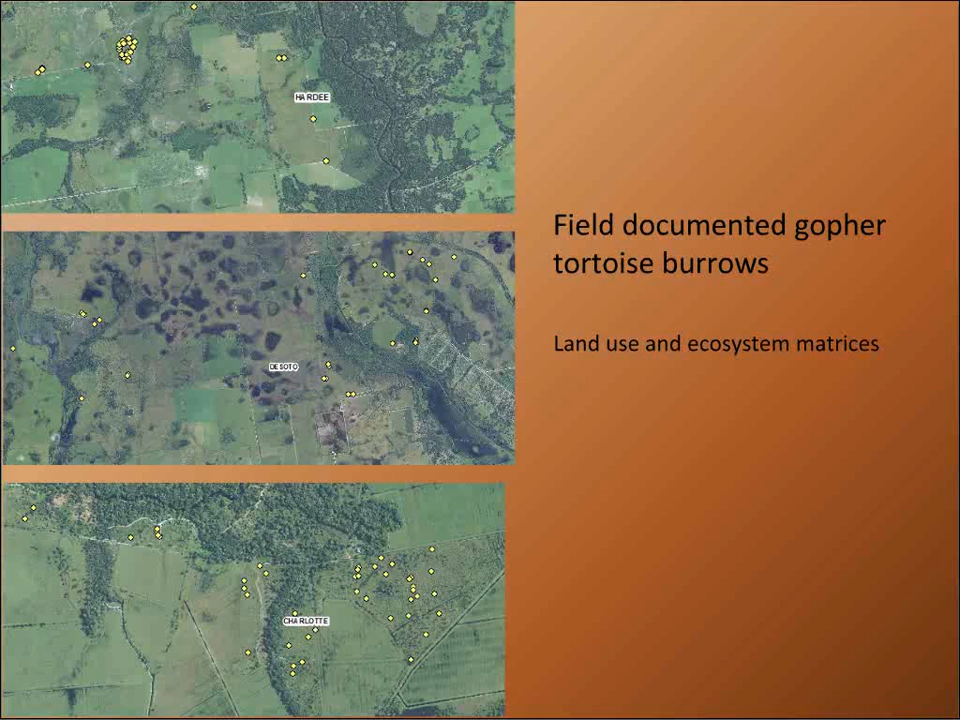 HARDEE
Field documented gopher
tortoise burrows
Land use and ecosystem matrices
DESOTO
CHARLOTTE